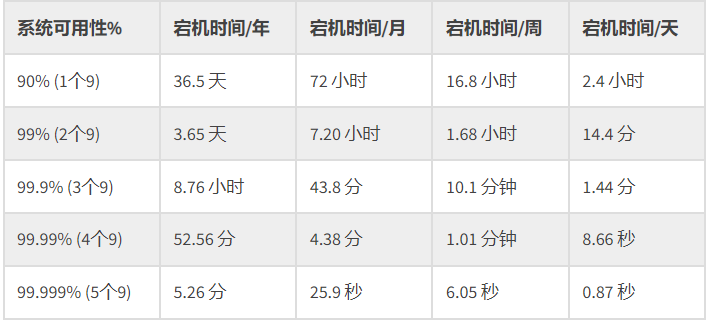 系统可用性% 宕机时间/年 宕机时间/月 宕机时间/周 宕机时间/天
90% (1个9) 36.5 天 72 小时 16.8 小时 2.4 小时
99% (2个9) 3.65 天 7.20 小时 1.68 小时 14.4 分
99.9% (3个9) 8.76 小时 43.8 分 10.1 分钟 1.44 分
99.99% (4个9) 52.56 分 4.38 分 1.01 分钟 8.66 秒
99.999% (5个9) 5.26 分 25.9 秒 6.05 秒 0.87 秒